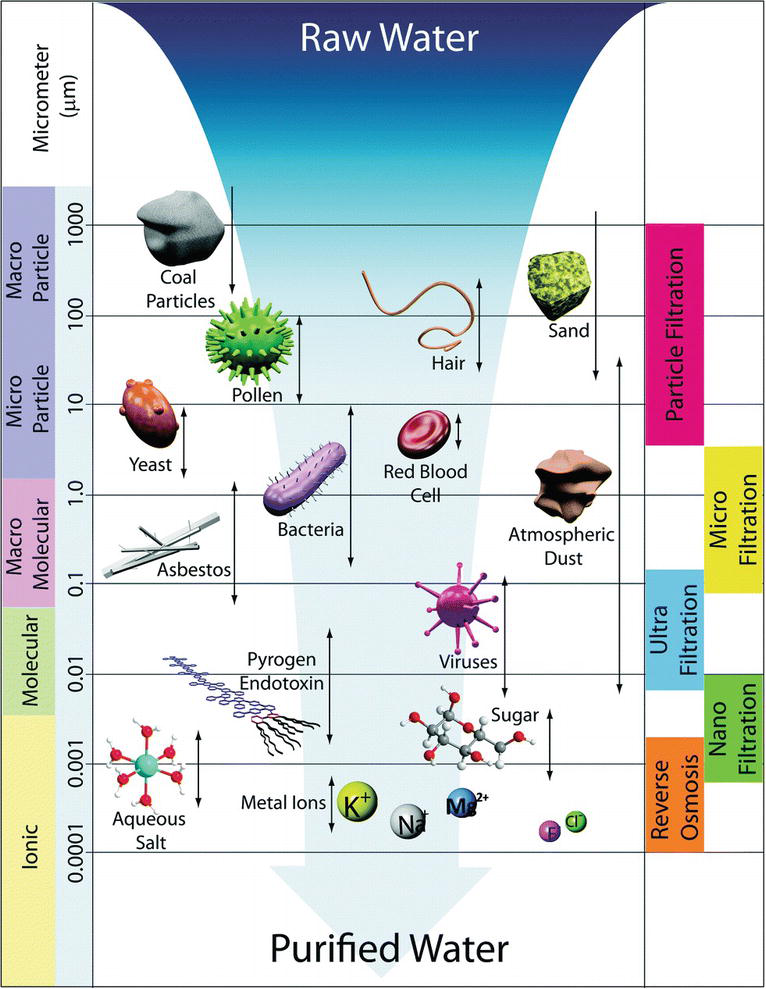 Raw Water
Micrometer
(µm)
Macro
Particle
Micro
Particle
Macro
Molecular
Molecular
Ionic
1000
100
10
1.0
0.1
0.01
0.001
0.0001
Coal
Particles
Sand
Hair
Pollen
Yeast
Red Blood
Cell
Bacteria
Atmospheric
Dust
Asbestos
Viruses
Pyrogen
Endotoxin
Sugar
Aqueous
Salt
Metal Ions
K⁺
Na⁺
Mg²⁺
F⁻
Cl⁻
Particle Filtration
Micro
Filtration
Ultra
Filtration
Nano
Filtration
Reverse
Osmosis
Purified Water